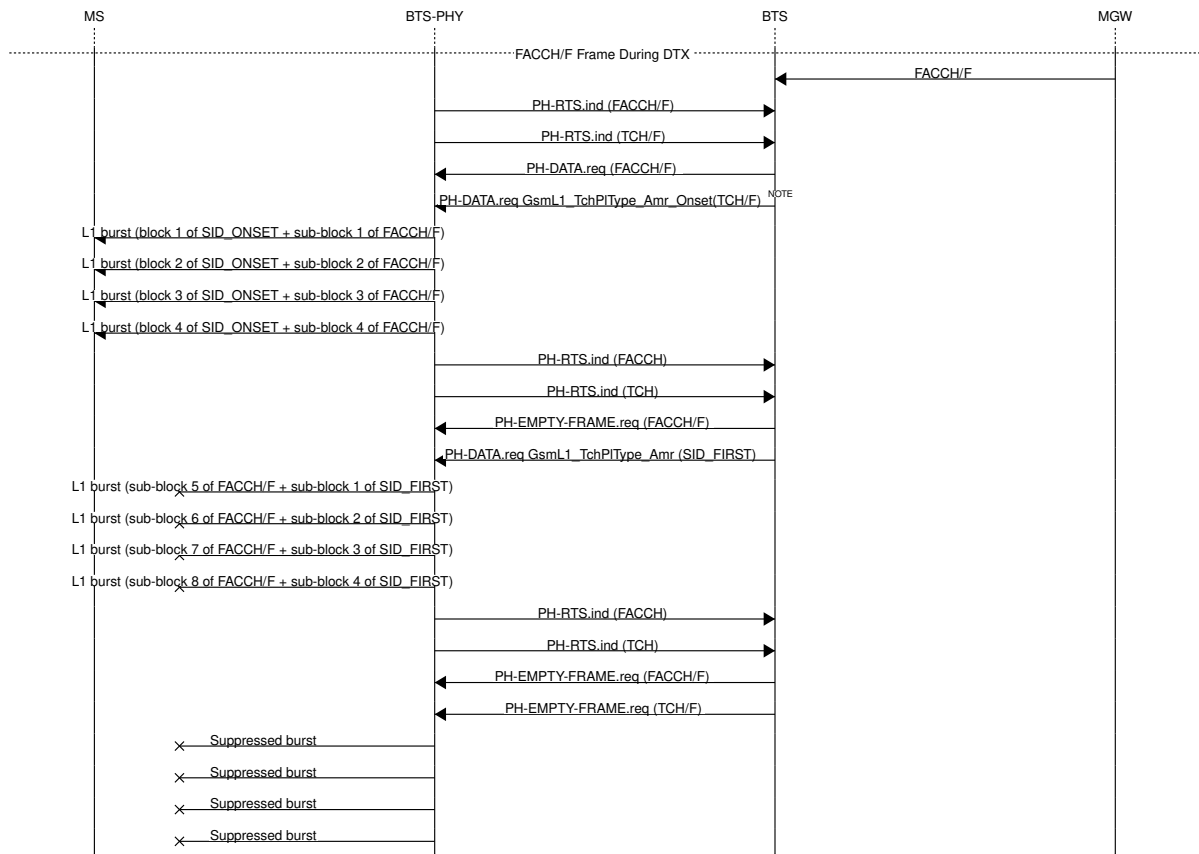 MS BTS-PHY BTS MGW
FACCH/F Frame During DTX
FACCH/F
PH-RTS.ind (FACCH/F)
PH-RTS.ind (TCH/F)
PH-DATA.req (FACCH/F)
PH-DATA.req GsmL1_TchPlType_Amr_Onset(TCH/F) NOTE
L1 burst (block 1 of SID_ONSET + sub-block 1 of FACCH/F)
L1 burst (block 2 of SID_ONSET + sub-block 2 of FACCH/F)
L1 burst (block 3 of SID_ONSET + sub-block 3 of FACCH/F)
L1 burst (block 4 of SID_ONSET + sub-block 4 of FACCH/F)
PH-RTS.ind (FACCH)
PH-RTS.ind (TCH)
PH-EMPTY-FRAME.req (FACCH/F)
PH-DATA.req GsmL1_TchPlType_Amr (SID_FIRST)
L1 burst (sub-block 5 of FACCH/F + sub-block 1 of SID_FIRST)
L1 burst (sub-block 6 of FACCH/F + sub-block 2 of SID_FIRST)
L1 burst (sub-block 7 of FACCH/F + sub-block 3 of SID_FIRST)
L1 burst (sub-block 8 of FACCH/F + sub-block 4 of SID_FIRST)
PH-RTS.ind (FACCH)
PH-RTS.ind (TCH)
PH-EMPTY-FRAME.req (FACCH/F)
PH-EMPTY-FRAME.req (TCH/F)
Suppressed burst
Suppressed burst
Suppressed burst
Suppressed burst